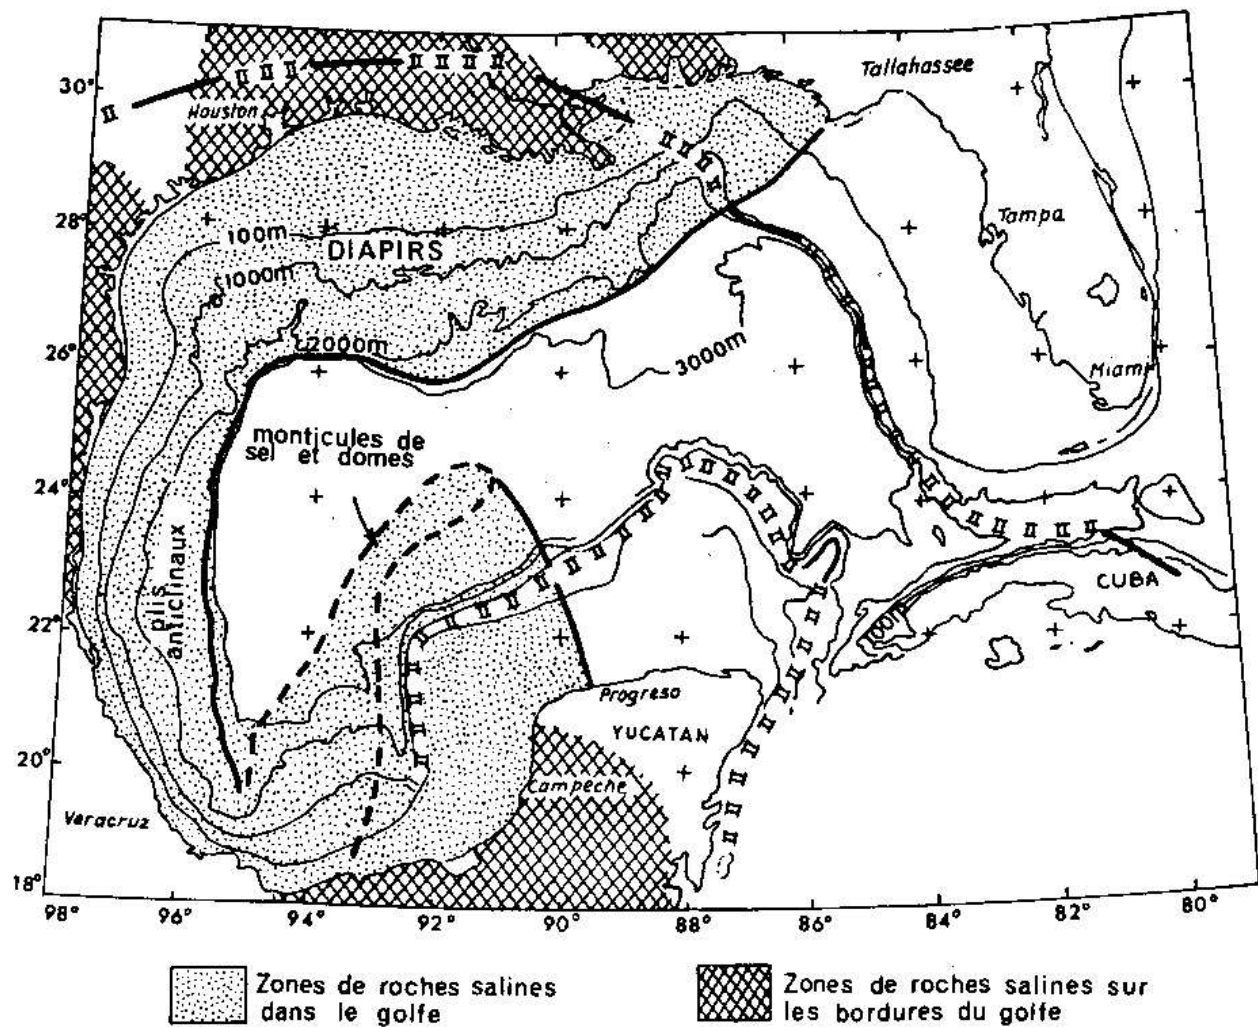 30°
28°
26°
24°
22°
20°
18°
98°
96°
94°
92°
90°
88°
86°
84°
82°
80°
Houston
Tallahassee
Tampa
Miami
100m
DIAPIRS
1000m
2000m
3000m
monticules de
sel et domes
plis
anticlinaux
CUBA
100m
Progreso
YUCATAN
Campeche
Veracruz
Zones de roches salines
dans le golfe
Zones de roches salines sur
les bordures du golfe